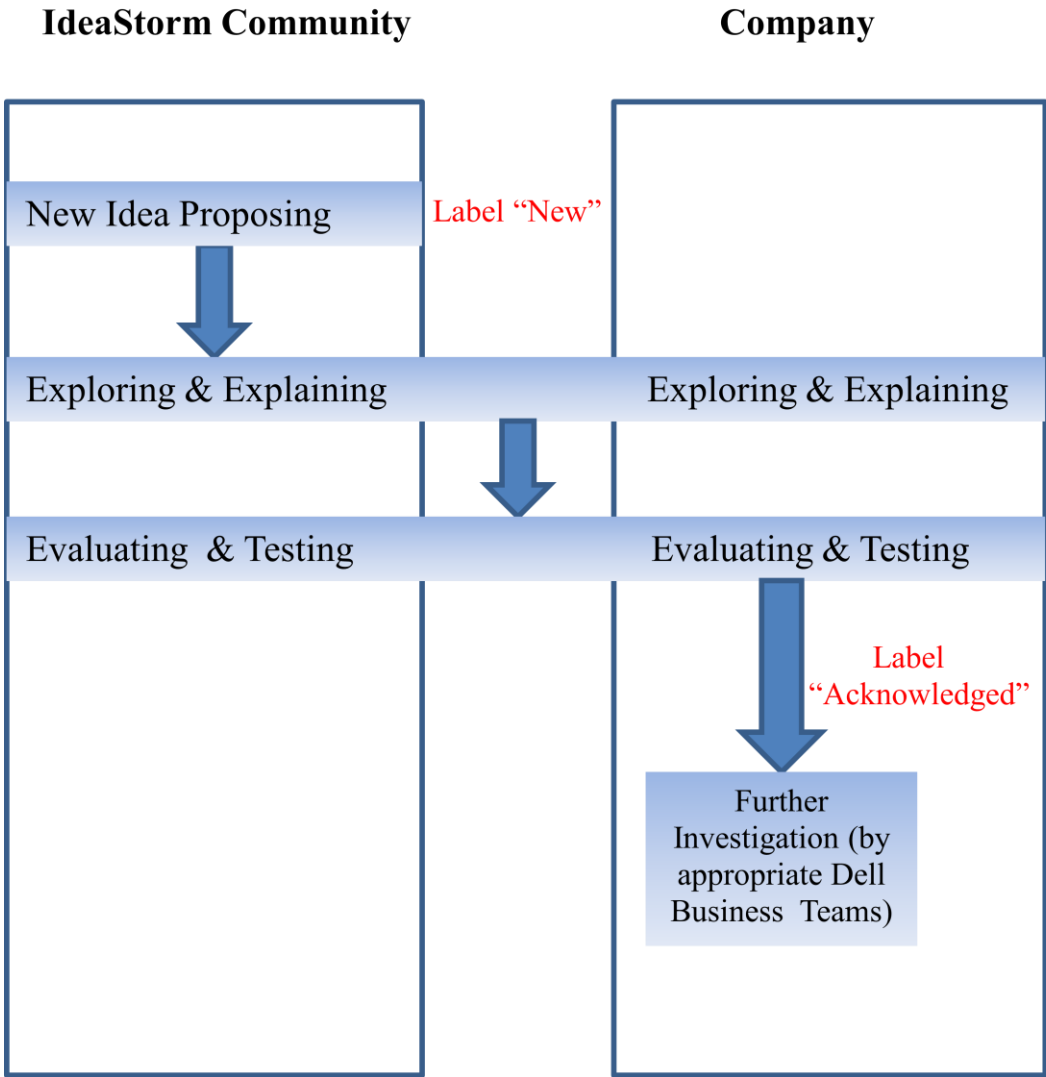 IdeaStorm Community
Company
New Idea Proposing
Label “New”
Exploring & Explaining
Exploring & Explaining
Evaluating & Testing
Evaluating & Testing
Label
“Acknowledged”
Further
Investigation (by
appropriate Dell
Business Teams)